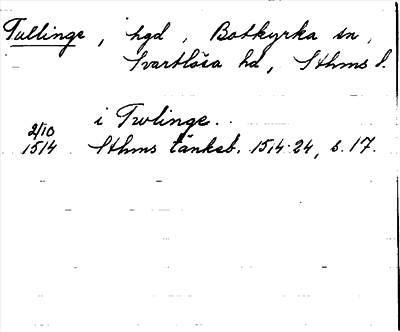 Tullinge, hgd, Botkyrka sn,
Svartlösa hd, Sthms l.
i Twlinge.
2/10
1514 Sthms tänkeb. 1514-24, s. 17.